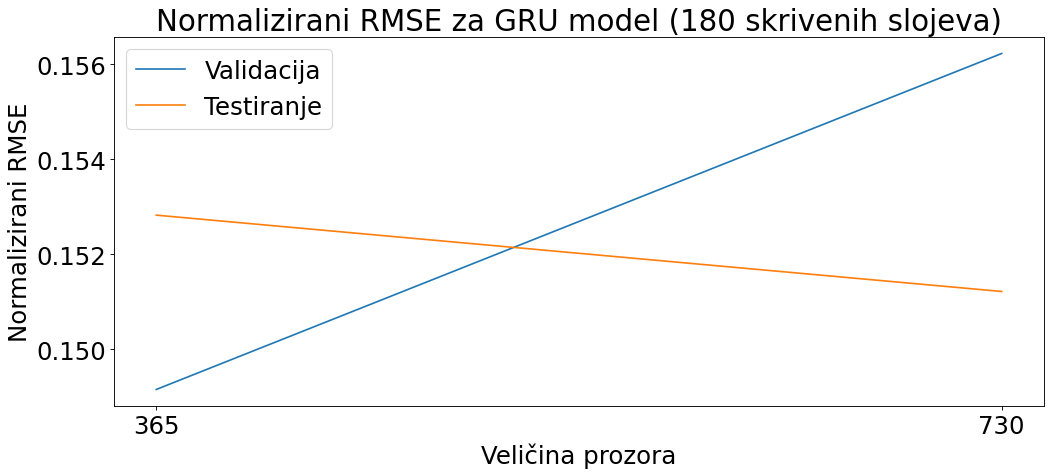 Normalizirani RMSE za GRU model (180 skrivenih slojeva)
Validacija
Testiranje
Normalizirani RMSE
0.156
0.154
0.152
0.150
365
730
Veličina prozora